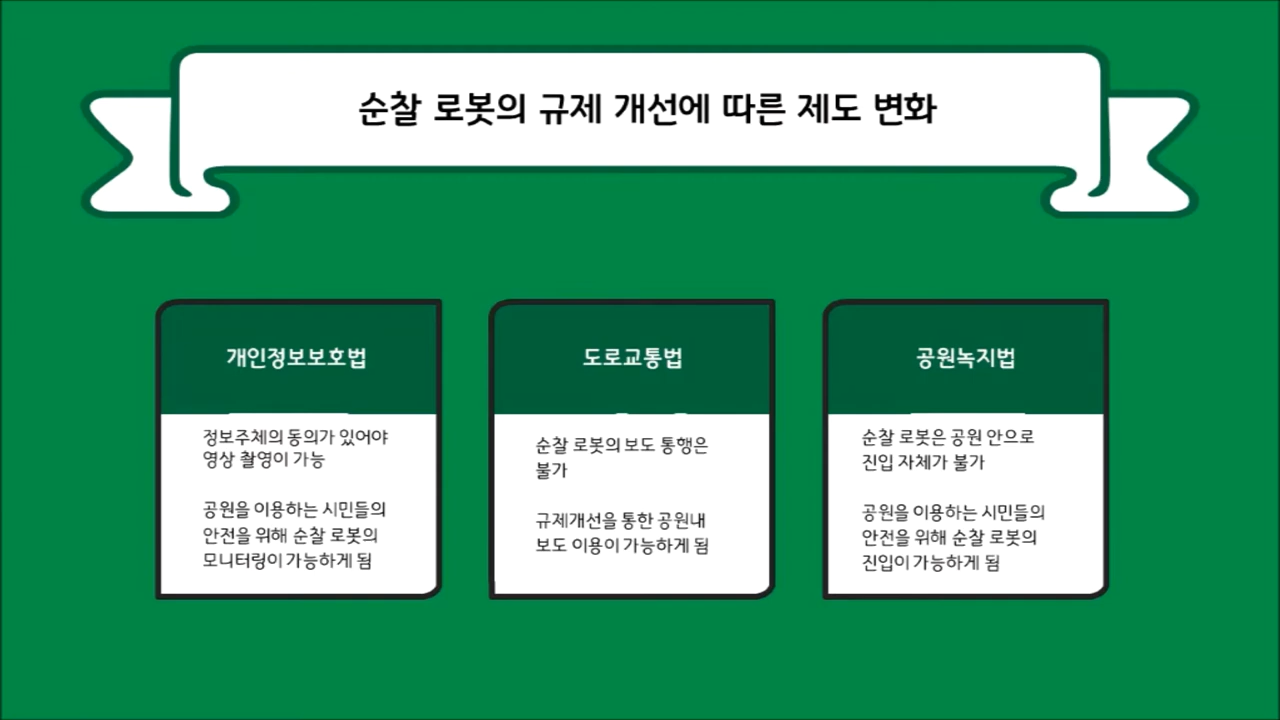 순찰 로봇의 규제 개선에 따른 제도 변화
개인정보보호법
정보주체의 동의가 있어야
영상 촬영이 가능
공원을 이용하는 시민들의
안전을 위해 순찰 로봇의
모니터링이 가능하게 됨
도로교통법
순찰 로봇의 보도 통행은
불가
규제개선을 통한 공원내
보도 이용이 가능하게 됨
공원녹지법
순찰 로봇은 공원 안으로
진입 자체가 불가
공원을 이용하는 시민들의
안전을 위해 순찰 로봇의
진입이 가능하게 됨